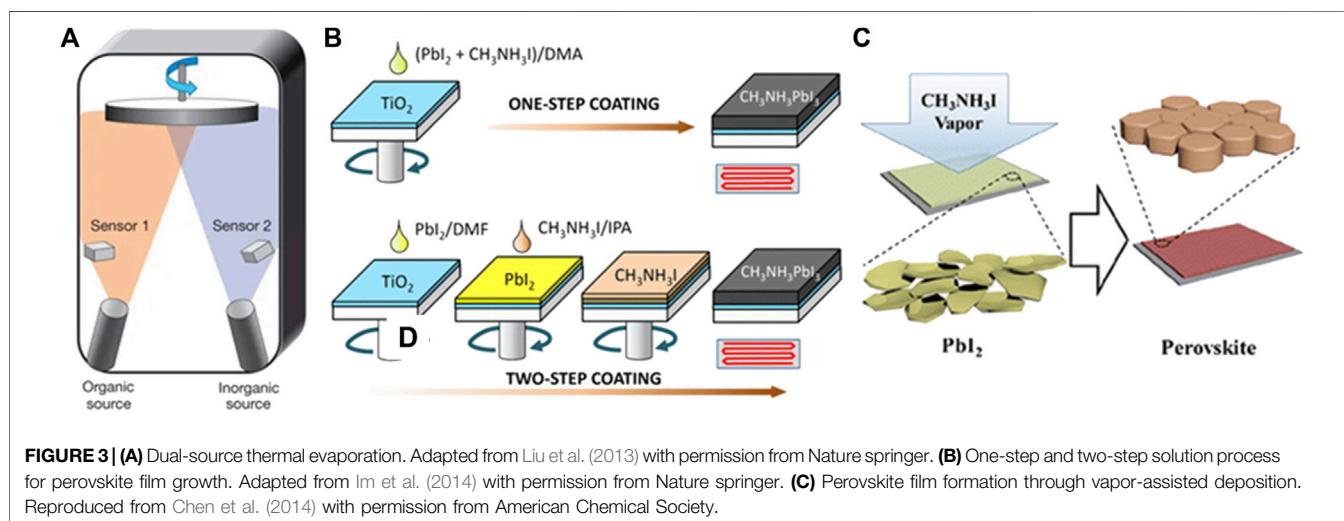 A
Sensor 1
Sensor 2
Organic
source
Inorganic
source
B
(PbI₂ + CH₃NH₃I)/DMA
TiO₂
ONE-STEP COATING
CH₃NH₃PbI₃
PbI₂/DMF
CH₃NH₃I/IPA
TiO₂
PbI₂
CH₃NH₃I
CH₃NH₃PbI₃
D
TWO-STEP COATING
C
CH₃NH₃I
Vapor
PbI₂
Perovskite
FIGURE 3 | (A) Dual-source thermal evaporation. Adapted from Liu et al. (2013) with permission from Nature springer. (B) One-step and two-step solution process
for perovskite film growth. Adapted from Im et al. (2014) with permission from Nature springer. (C) Perovskite film formation through vapor-assisted deposition.
Reproduced from Chen et al. (2014) with permission from American Chemical Society.